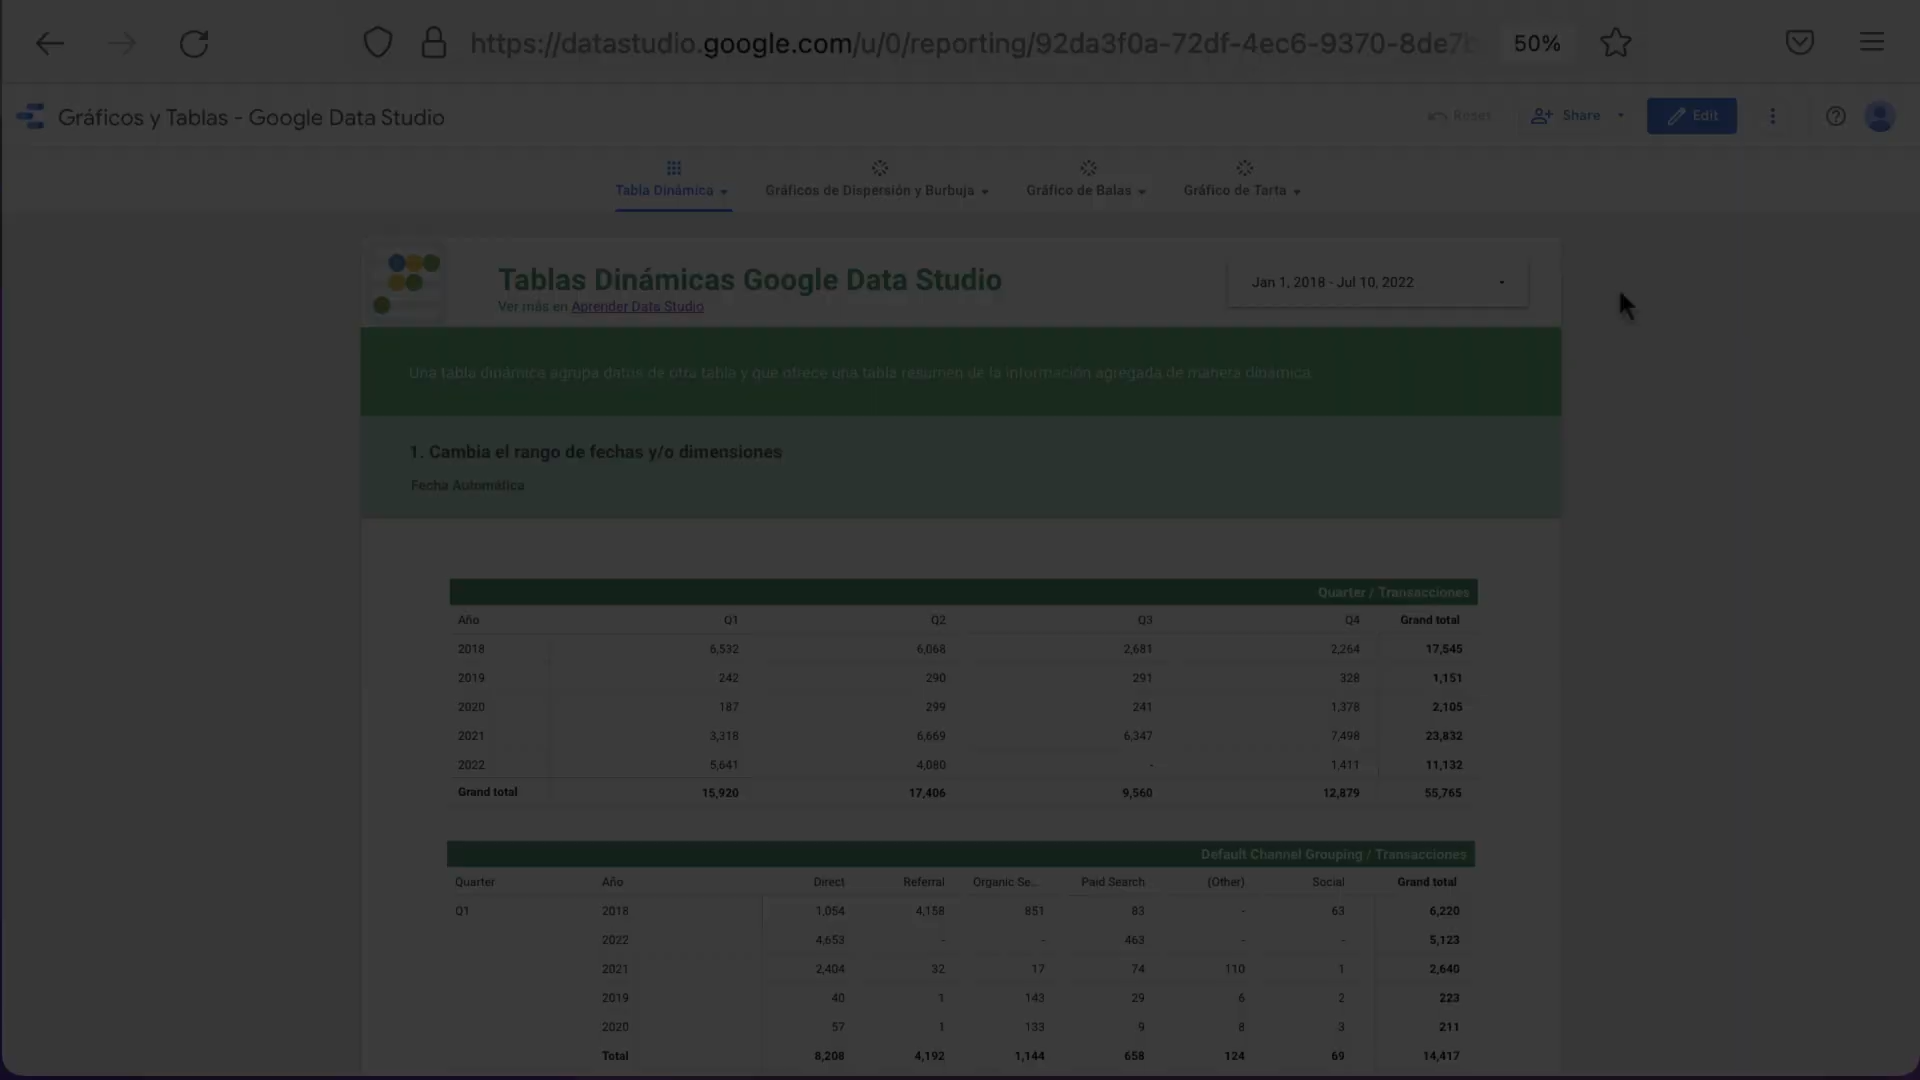 https://datastudio.google.com/u/0/reporting/92da3f0a-72df-4ec6-9370-8de7
50%
Gráficos y Tablas - Google Data Studio
Reset
Share
Edit
Tabla Dinámica
Gráficos de Dispersión y Burbuja
Gráfico de Balas
Gráfico de Tarta
Tablas Dinámicas Google Data Studio
Ver más en Aprender Data Studio
Jan 1, 2018 - Jul 10, 2022
Una tabla dinámica agrupa datos de otra tabla y que ofrece una tabla resumen de la información agregada de manera dinámica.
1. Cambia el rango de fechas y/o dimensiones
Fecha Automática
Quarter / Transacciones
Año Q1 Q2 Q3 Q4 Grand total
2018 6,532 6,068 2,681 2,264 17,545
2019 242 290 291 328 1,151
2020 187 299 241 1,378 2,105
2021 3,318 6,669 6,347 7,498 23,832
2022 5,641 4,080 - 1,411 11,132
Grand total 15,920 17,406 9,560 12,879 55,765
Default Channel Grouping / Transacciones
Quarter Año Direct Referral Organic Se... Paid Search (Other) Social Grand total
Q1 2018 1,054 4,158 851 83 - 63 6,220
2022 4,653 - - 463 - - 5,123
2021 2,404 32 17 74 110 1 2,640
2019 40 1 143 29 6 2 223
2020 57 1 133 9 8 3 211
Total 8,208 4,192 1,144 658 124 69 14,417